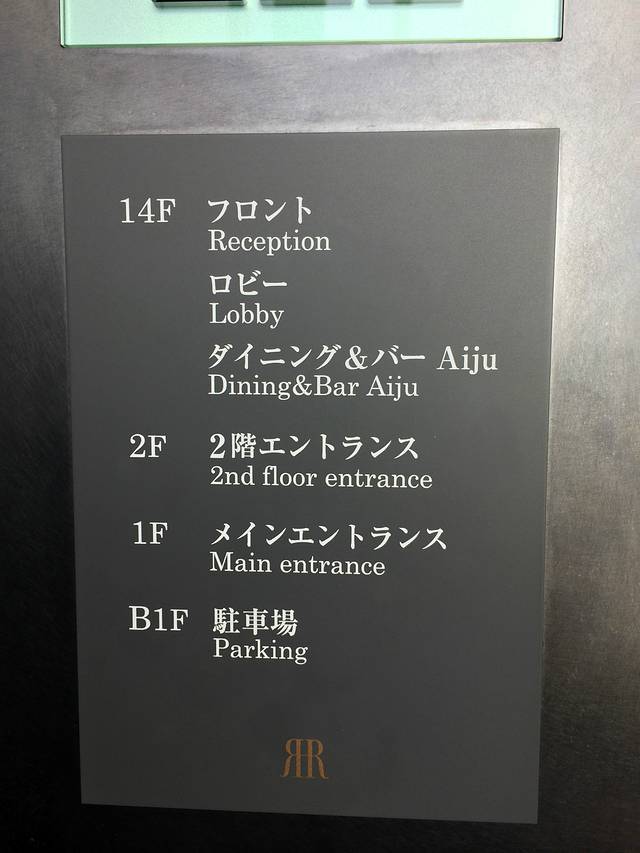 14F フロント
Reception
ロビー
Lobby
ダイニング＆バー Aiju
Dining&Bar Aiju
2F 2階エントランス
2nd floor entrance
1F メインエントランス
Main entrance
B1F 駐車場
Parking